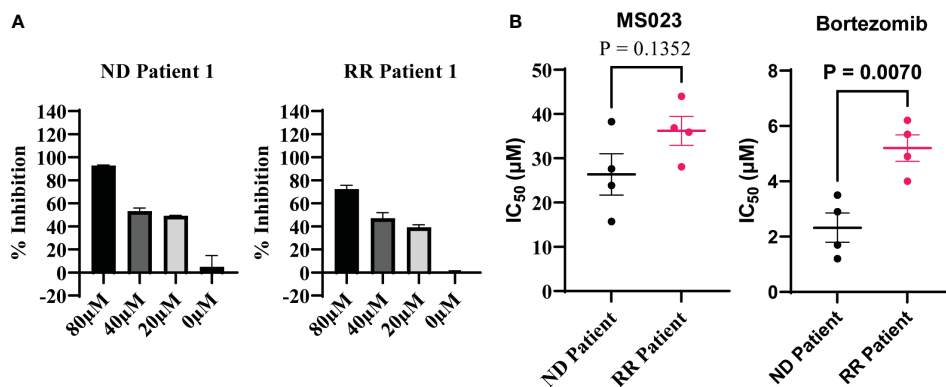 A
ND Patient 1
% Inhibition
140
120
100
80
60
40
20
0
-20
80µM
40µM
20µM
0µM
RR Patient 1
% Inhibition
140
120
100
80
60
40
20
0
-20
80µM
40µM
20µM
0µM
B
MS023
P = 0.1352
IC50 (µM)
50
40
30
20
10
0
ND Patient
RR Patient
Bortezomib
P = 0.0070
IC50 (µM)
8
6
4
2
0
ND Patient
RR Patient